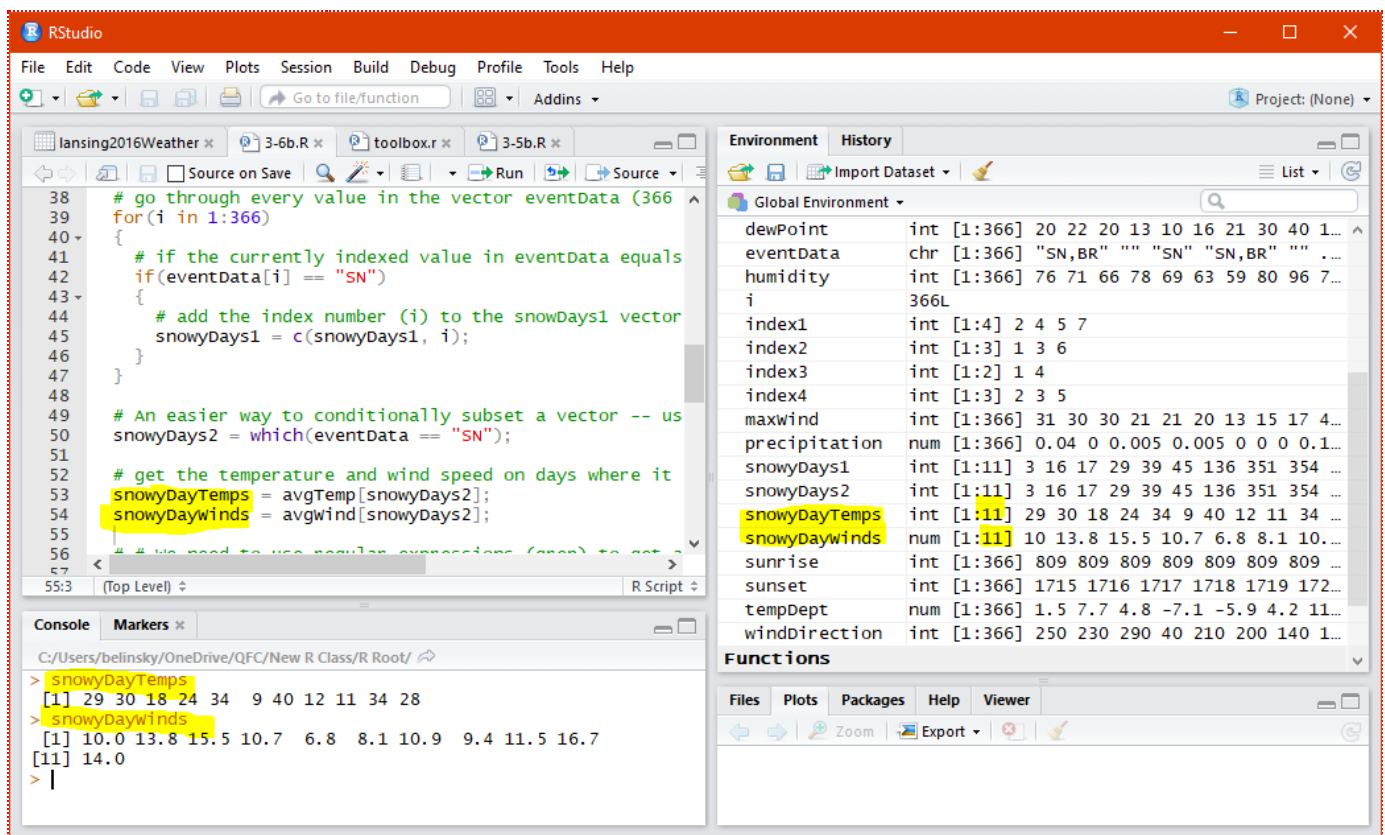 RStudio
File Edit Code View Plots Session Build Debug Profile Tools Help
Go to file/function Addins Project: (None)
lansing2016Weather 3-6b.R toolbox.r 3-5b.R
Source on Save Run Source
38 # go through every value in the vector eventData (366
39 for(i in 1:366)
40 {
41 # if the currently indexed value in eventData equals
42 if(eventData[i] == "SN")
43 {
44 # add the index number (i) to the snowDays1 vector
45 snowyDays1 = c(snowyDays1, i);
46 }
47 }
48
49 # An easier way to conditionally subset a vector -- us
50 snowyDays2 = which(eventData == "SN");
51
52 # get the temperature and wind speed on days where it
53 snowyDayTemps = avgTemp[snowyDays2];
54 snowyDayWinds = avgWind[snowyDays2];
55
56 # # We need to use regular expressions (grep) to get a
57
55:3 (Top Level) R Script
Console Markers
C:/Users/belinsky/OneDrive/QFC/New R Class/R Root/
> snowyDayTemps
[1] 29 30 18 24 34 9 40 12 11 34 28
> snowyDayWinds
[1] 10.0 13.8 15.5 10.7 6.8 8.1 10.9 9.4 11.5 16.7
[11] 14.0
>
Environment History
Import Dataset List
Global Environment
dewPoint int [1:366] 20 22 20 13 10 16 21 30 40 1...
eventData chr [1:366] "SN,BR" "" "SN" "SN,BR" "" ...
humidity int [1:366] 76 71 66 78 69 63 59 80 96 7...
i 366L
index1 int [1:4] 2 4 5 7
index2 int [1:3] 1 3 6
index3 int [1:2] 1 4
index4 int [1:3] 2 3 5
maxWind int [1:366] 31 30 30 21 21 20 13 15 17 4...
precipitation num [1:366] 0.04 0 0.005 0.005 0 0 0 0.1...
snowyDays1 int [1:11] 3 16 17 29 39 45 136 351 354 ...
snowyDays2 int [1:11] 3 16 17 29 39 45 136 351 354 ...
snowyDayTemps int [1:11] 29 30 18 24 34 9 40 12 11 34 ...
snowyDayWinds num [1:11] 10 13.8 15.5 10.7 6.8 8.1 10....
sunrise int [1:366] 809 809 809 809 809 809 809 ...
sunset int [1:366] 1715 1716 1717 1718 1719 172...
tempDept num [1:366] 1.5 7.7 4.8 -7.1 -5.9 4.2 11...
windDirection int [1:366] 250 230 290 40 210 200 140 1...
Functions
Files Plots Packages Help Viewer
Zoom Export